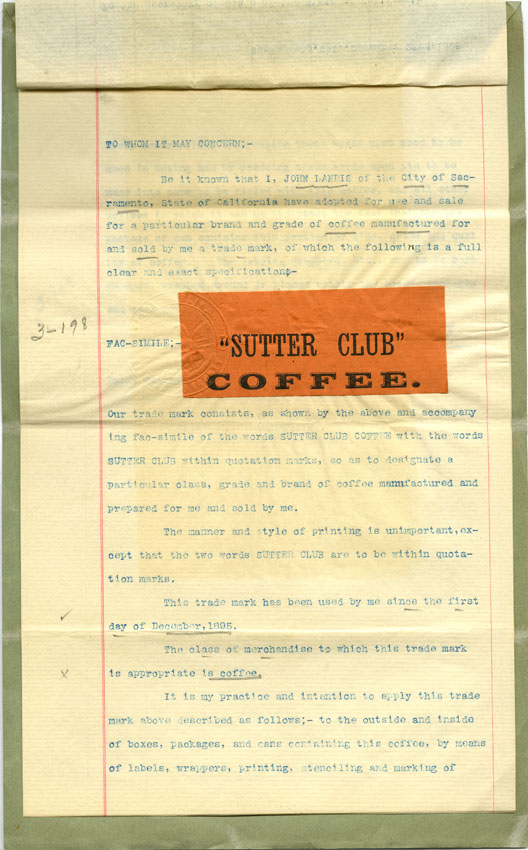 TO WHOM IT MAY CONCERN;-
Be it known that I, JOHN LANDIS of the City of Sac-
ramento, State of California have adopted for use and sale
for a particular brand and grade of coffee manufactured for
and sold by me a trade mark, of which the following is a full
clear and exact specification;-
3-198
FAC-SIMILE;-
"SUTTER CLUB"
COFFEE.
Our trade mark consists, as shown by the above and accompany
ing fac-simile of the words SUTTER CLUB COFFEE with the words
SUTTER CLUB within quotation marks, so as to designate a
particular class, grade and brand of coffee manufactured and
prepared for me and sold by me.
The manner and style of printing is unimportant,ex-
cept that the two words SUTTER CLUB are to be within quota-
tion marks.
This trade mark has been used by me since the first
day of December,1895.
The class of merchandise to which this trade mark
is appropriate is coffee.
It is my practice and intention to apply this trade
mark above described as follows;- to the outside and inside
of boxes, packages, and cans containing this coffee, by means
of labels, wrappers, printing, stenciling and marking of